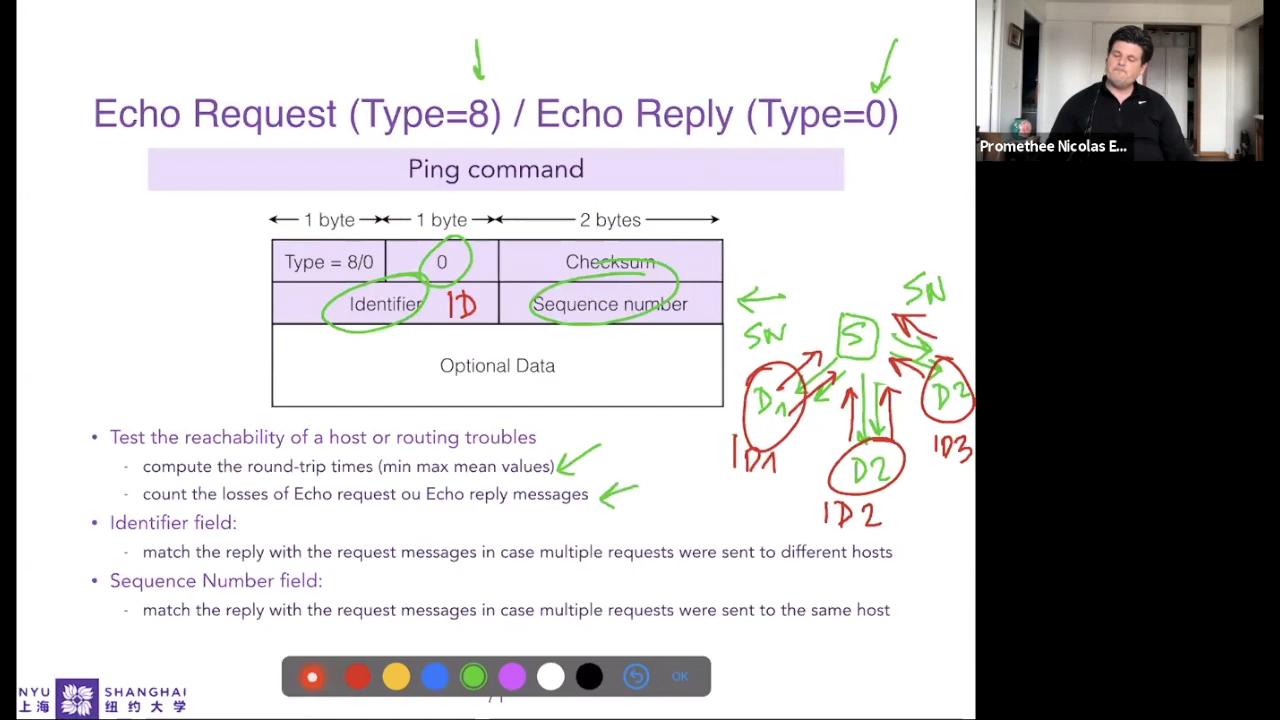 Echo Request (Type=8) / Echo Reply (Type=0)
Promethee Nicolas E...
Ping command
1 byte 1 byte 2 bytes
Type = 8/0 0 Checksum
Identifier ID Sequence number
Optional Data
SN
SN
S
D1
D2
D2
ID1
ID2
ID3
• Test the reachability of a host or routing troubles
- compute the round-trip times (min max mean values)
- count the losses of Echo request ou Echo reply messages
• Identifier field:
- match the reply with the request messages in case multiple requests were sent to different hosts
• Sequence Number field:
- match the reply with the request messages in case multiple requests were sent to the same host
OK
NYU SHANGHAI
上海 纽约大学